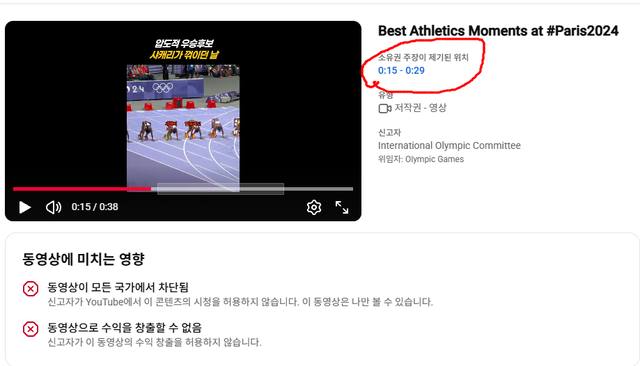 Best Athletics Moments at #Paris2024
압도적 우승후보
샤캐리가 꺾이던 날
소유권 주장이 제기된 위치
0:15 - 0:29
유형
저작권 - 영상
신고자
International Olympic Committee
위임자: Olympic Games
0:15 / 0:38
동영상에 미치는 영향
동영상이 모든 국가에서 차단됨
신고자가 YouTube에서 이 콘텐츠의 시청을 허용하지 않습니다. 이 동영상은 나만 볼 수 있습니다.
동영상으로 수익을 창출할 수 없음
신고자가 이 동영상의 수익 창출을 허용하지 않습니다.